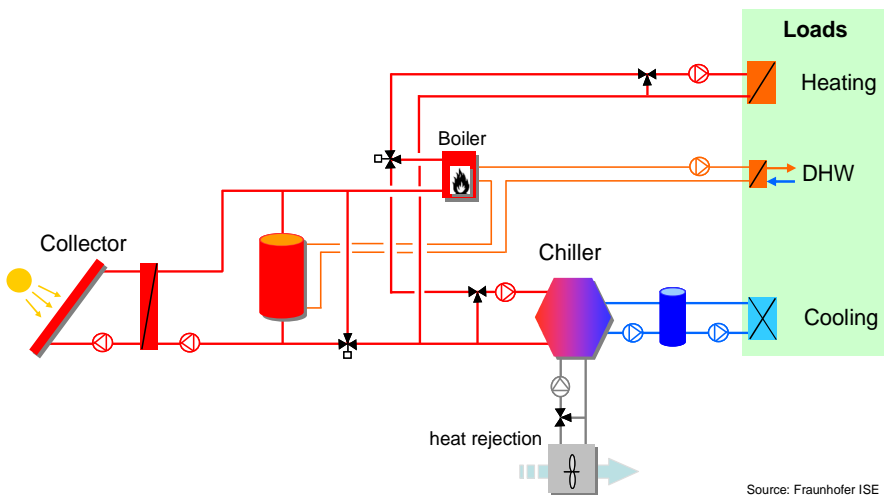 Loads
Heating
Boiler
DHW
Collector
Chiller
Cooling
heat rejection
Source: Fraunhofer ISE